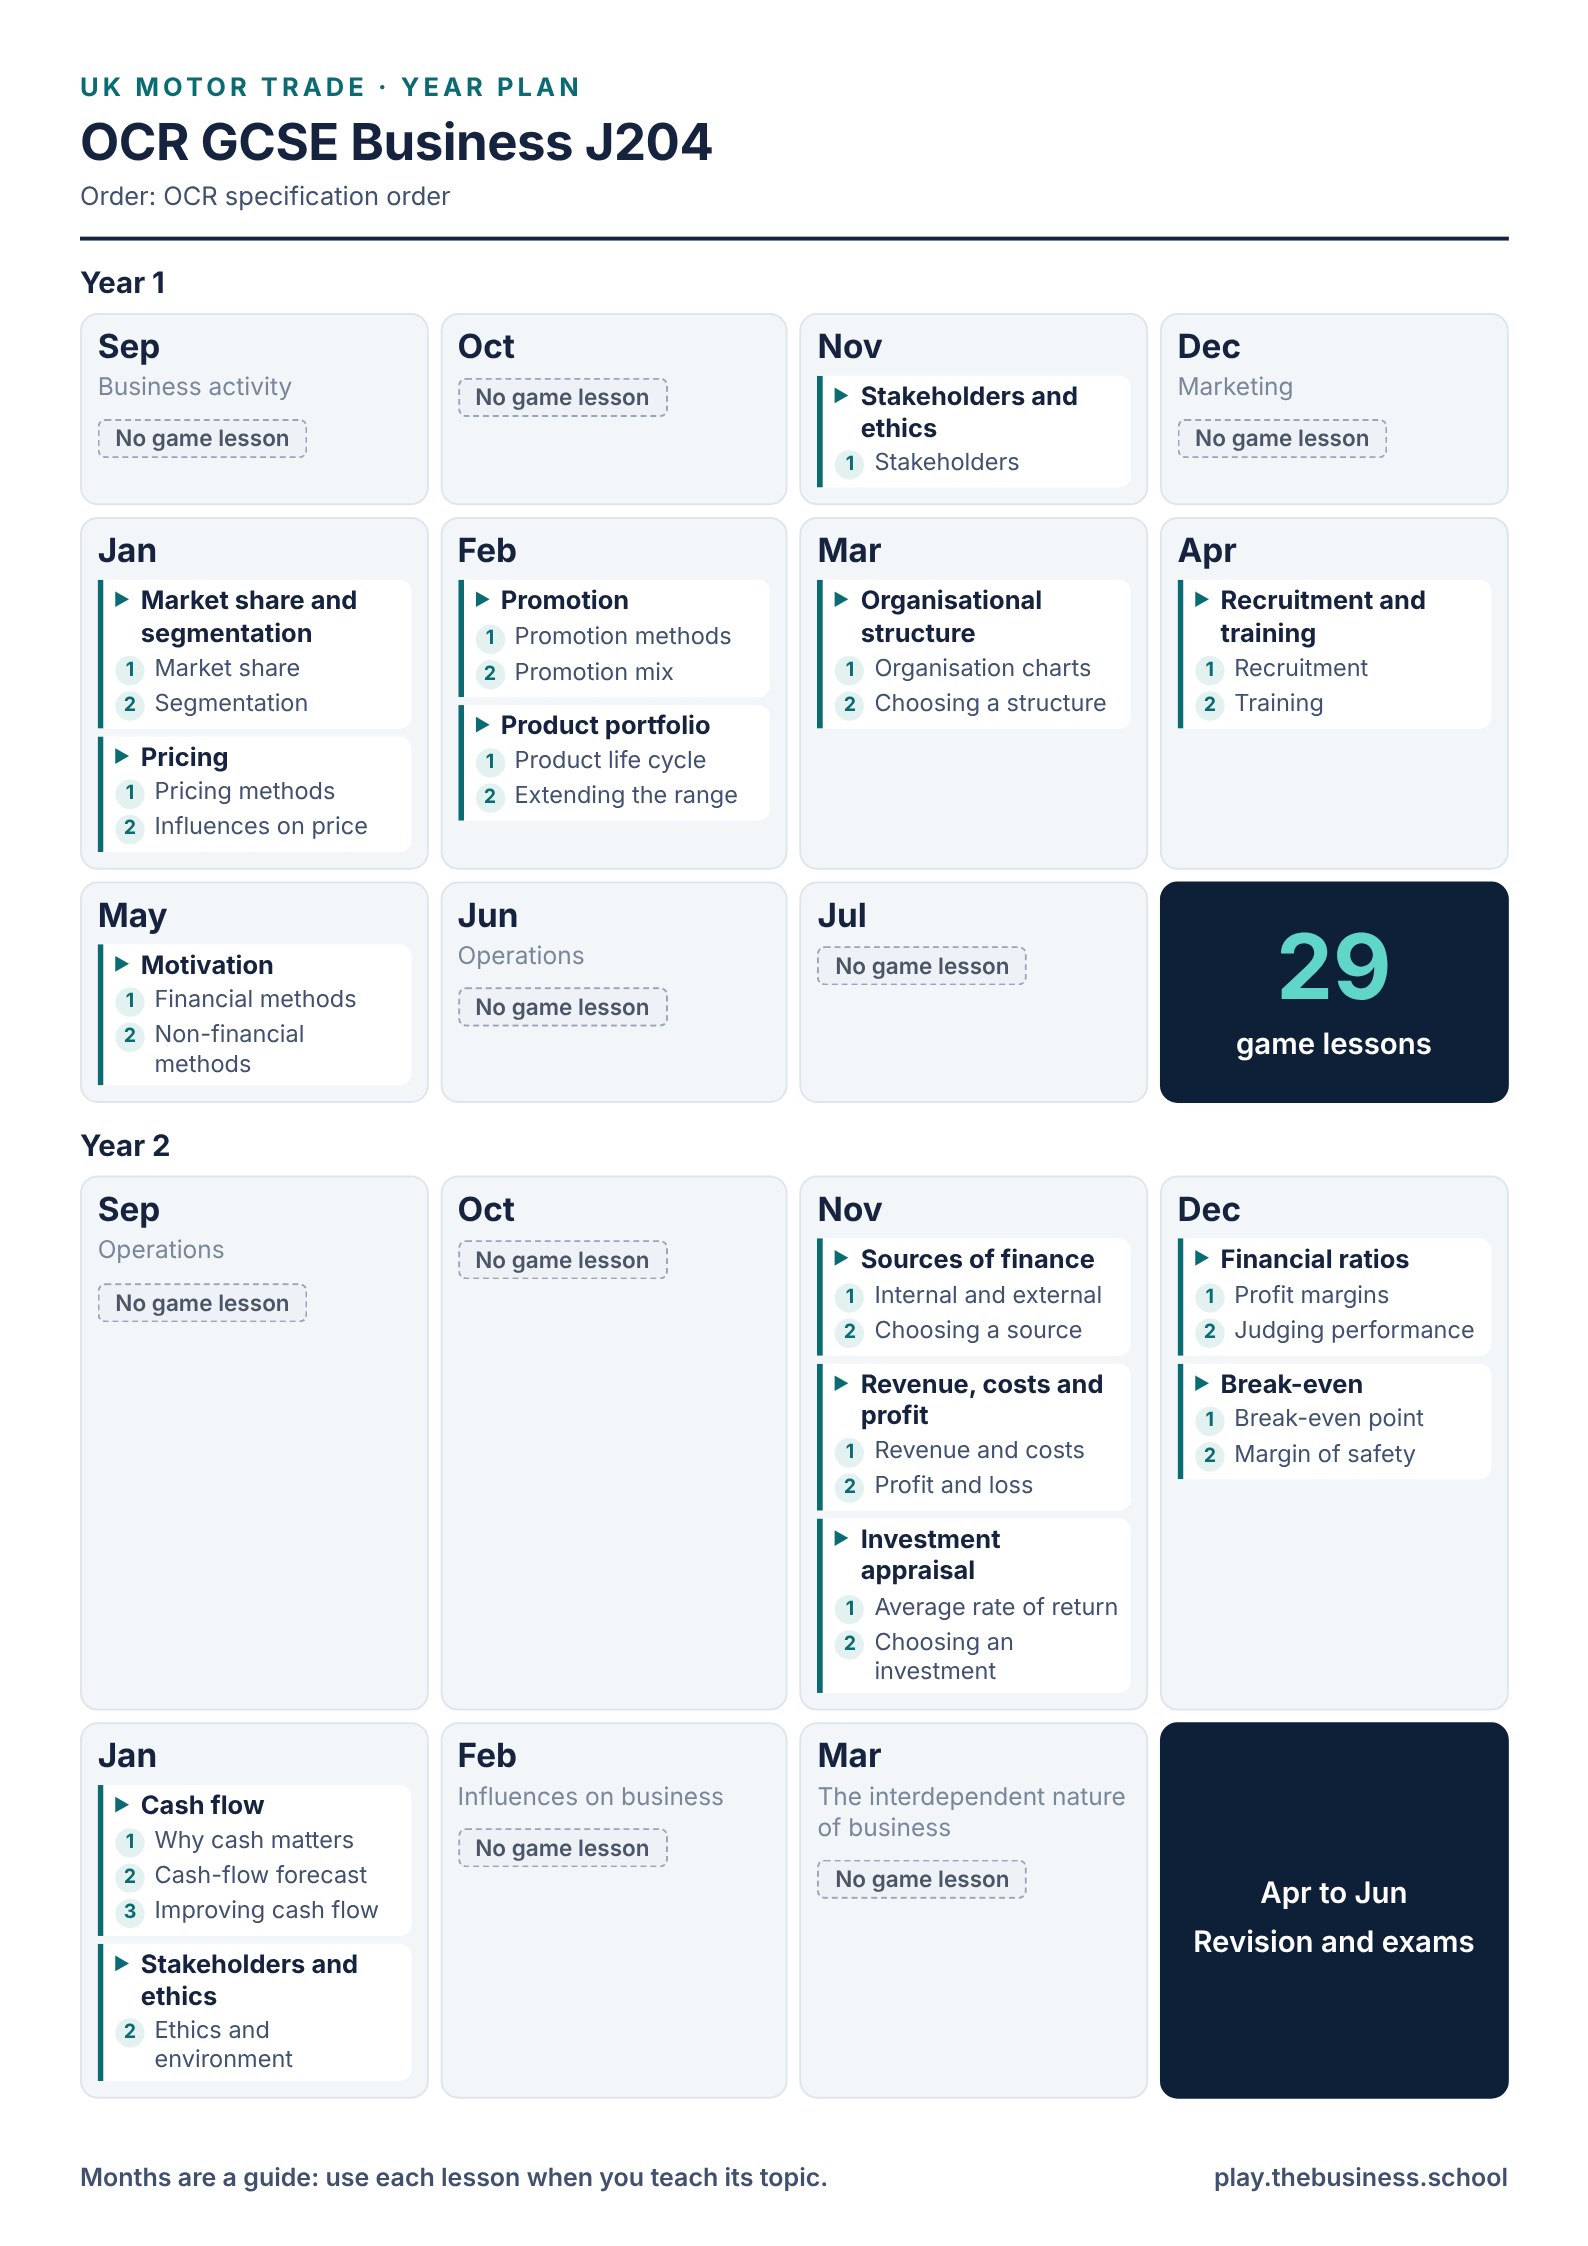 UK MOTOR TRADE · YEAR PLAN
OCR GCSE Business J204
Order: OCR specification order
Year 1
Sep
Business activity
No game lesson
Oct
No game lesson
Nov
Stakeholders and
ethics
1 Stakeholders
Dec
Marketing
No game lesson
Jan
Market share and
segmentation
1 Market share
2 Segmentation
Pricing
1 Pricing methods
2 Influences on price
Feb
Promotion
1 Promotion methods
2 Promotion mix
Product portfolio
1 Product life cycle
2 Extending the range
Mar
Organisational
structure
1 Organisation charts
2 Choosing a structure
Apr
Recruitment and
training
1 Recruitment
2 Training
May
Motivation
1 Financial methods
2 Non-financial
methods
Jun
Operations
No game lesson
Jul
No game lesson
29
game lessons
Year 2
Sep
Operations
No game lesson
Oct
No game lesson
Nov
Sources of finance
1 Internal and external
2 Choosing a source
Revenue, costs and
profit
1 Revenue and costs
2 Profit and loss
Investment
appraisal
1 Average rate of return
2 Choosing an
investment
Dec
Financial ratios
1 Profit margins
2 Judging performance
Break-even
1 Break-even point
2 Margin of safety
Jan
Cash flow
1 Why cash matters
2 Cash-flow forecast
3 Improving cash flow
Stakeholders and
ethics
2 Ethics and
environment
Feb
Influences on business
No game lesson
Mar
The interdependent nature
of business
No game lesson
Apr to Jun
Revision and exams
Months are a guide: use each lesson when you teach its topic.
play.thebusiness.school